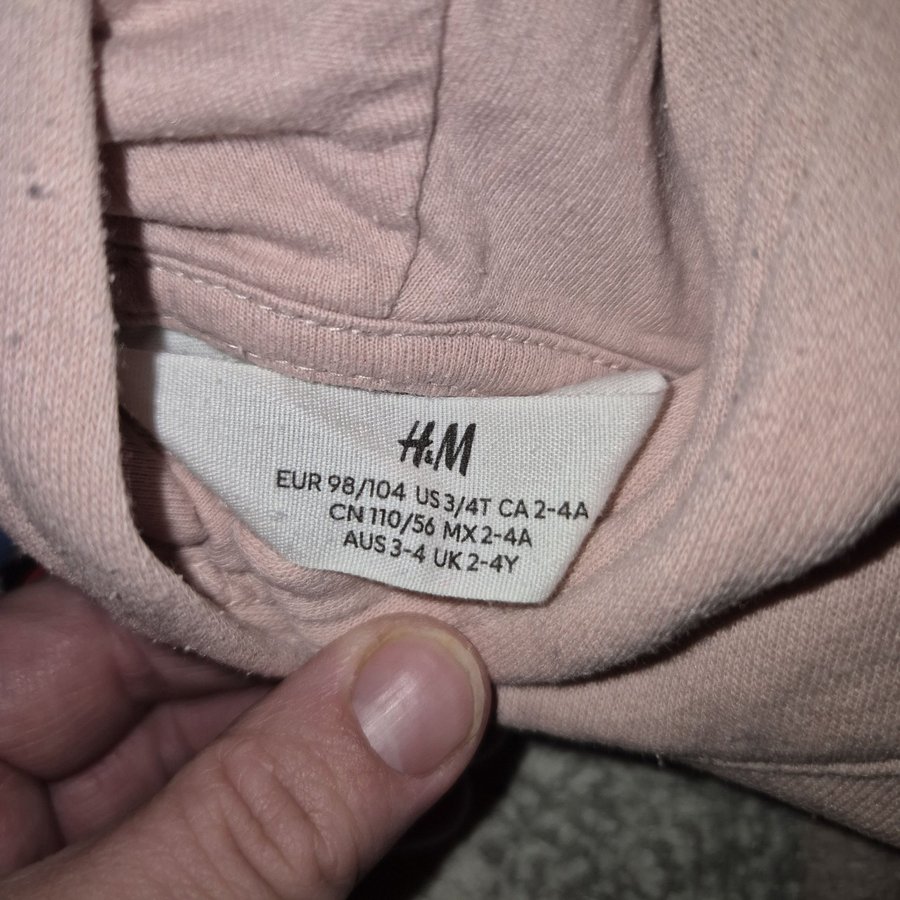 H&M
EUR 98/104 US 3/4T CA 2-4A
CN 110/56 MX 2-4A
AUS 3-4 UK 2-4Y